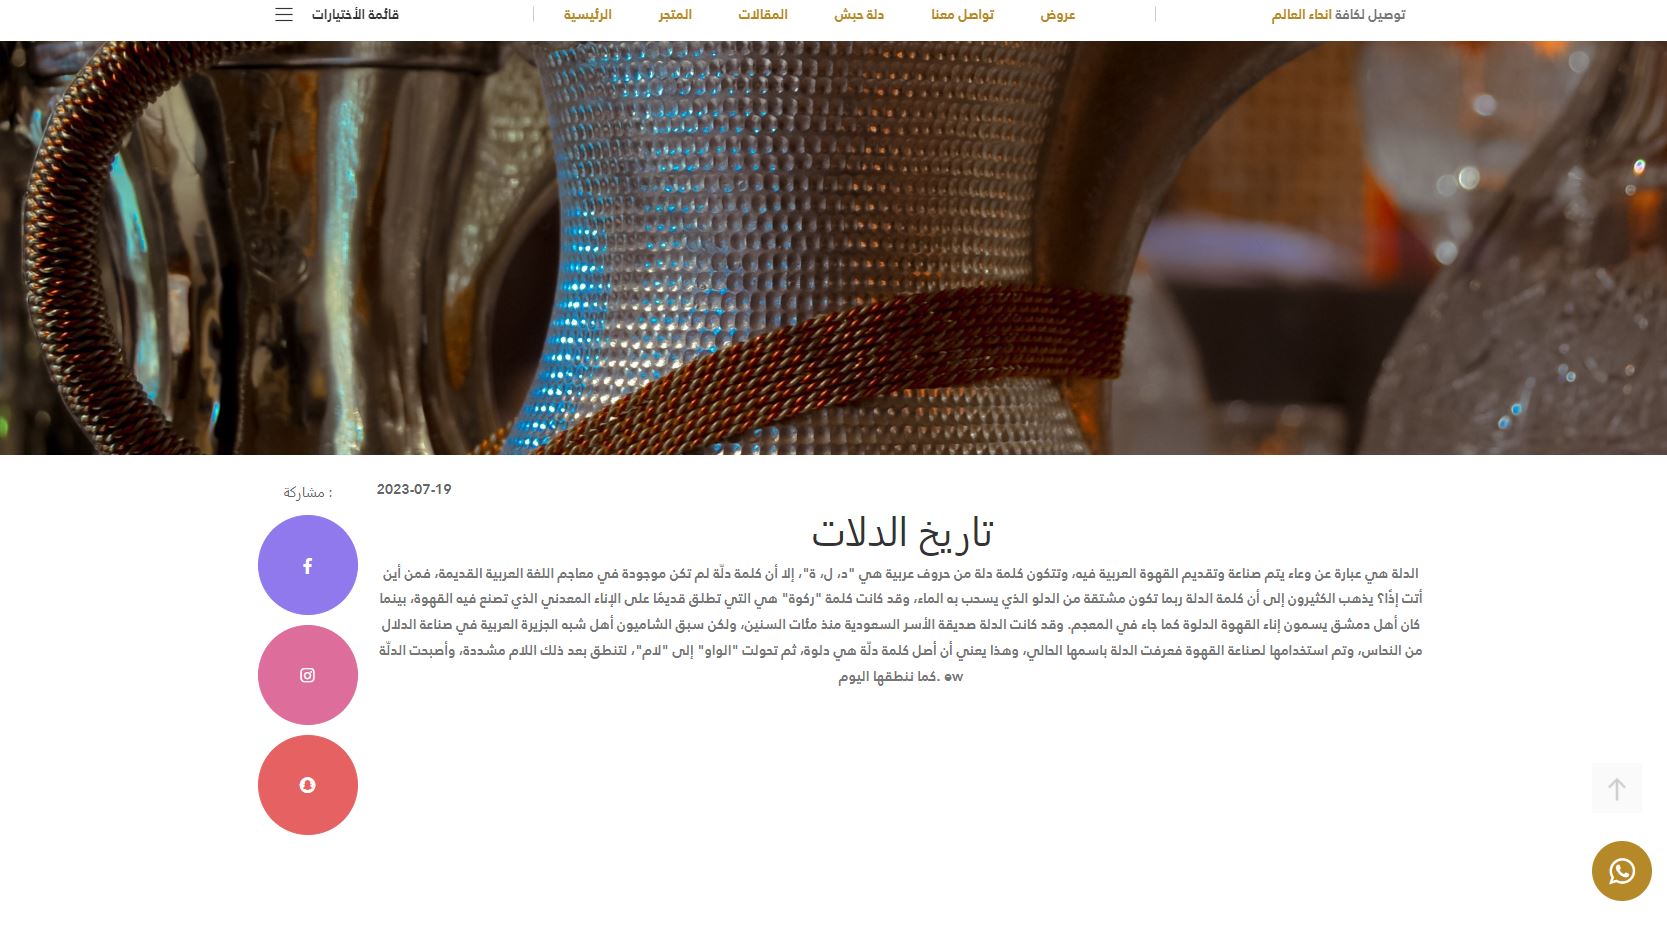 توصيل لكافة انحاء العالم
عروض
تواصل معنا
دلة حبش
المقالات
المتجر
الرئيسية
قائمة الأختيارات
2023-07-19
مشاركة :
تاريخ الدلات
الدلة هي عبارة عن وعاء يتم صناعة وتقديم القهوة العربية فيه، وتتكون كلمة دلة من حروف عربية هي "د، ل، ة"، إلا أن كلمة دلّة لم تكن موجودة في معاجم اللغة العربية القديمة، فمن أين
أتت إذًا؟ يذهب الكثيرون إلى أن كلمة الدلة ربما تكون مشتقة من الدلو الذي يسحب به الماء، وقد كانت كلمة "ركوة" هي التي تطلق قديمًا على الإناء المعدني الذي تصنع فيه القهوة، بينما
كان أهل دمشق يسمون إناء القهوة الدلوة كما جاء في المعجم. وقد كانت الدلة صديقة الأسر السعودية منذ مئات السنين، ولكن سبق الشاميون أهل شبه الجزيرة العربية في صناعة الدلال
من النحاس، وتم استخدامها لصناعة القهوة فعرفت الدلة باسمها الحالي، وهذا يعني أن أصل كلمة دلّة هي دلوة، ثم تحولت "الواو" إلى "لام"، لتنطق بعد ذلك اللام مشددة، وأصبحت الدلّة
كما ننطقها اليوم. ew